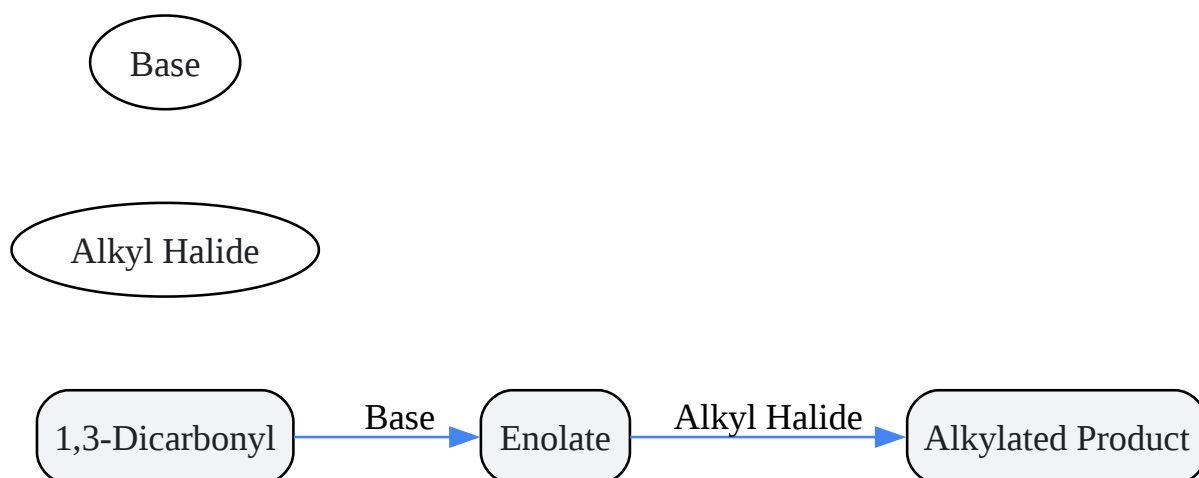 Base
Alkyl Halide
1,3-Dicarbonyl
Base
Enolate
Alkyl Halide
Alkylated Product